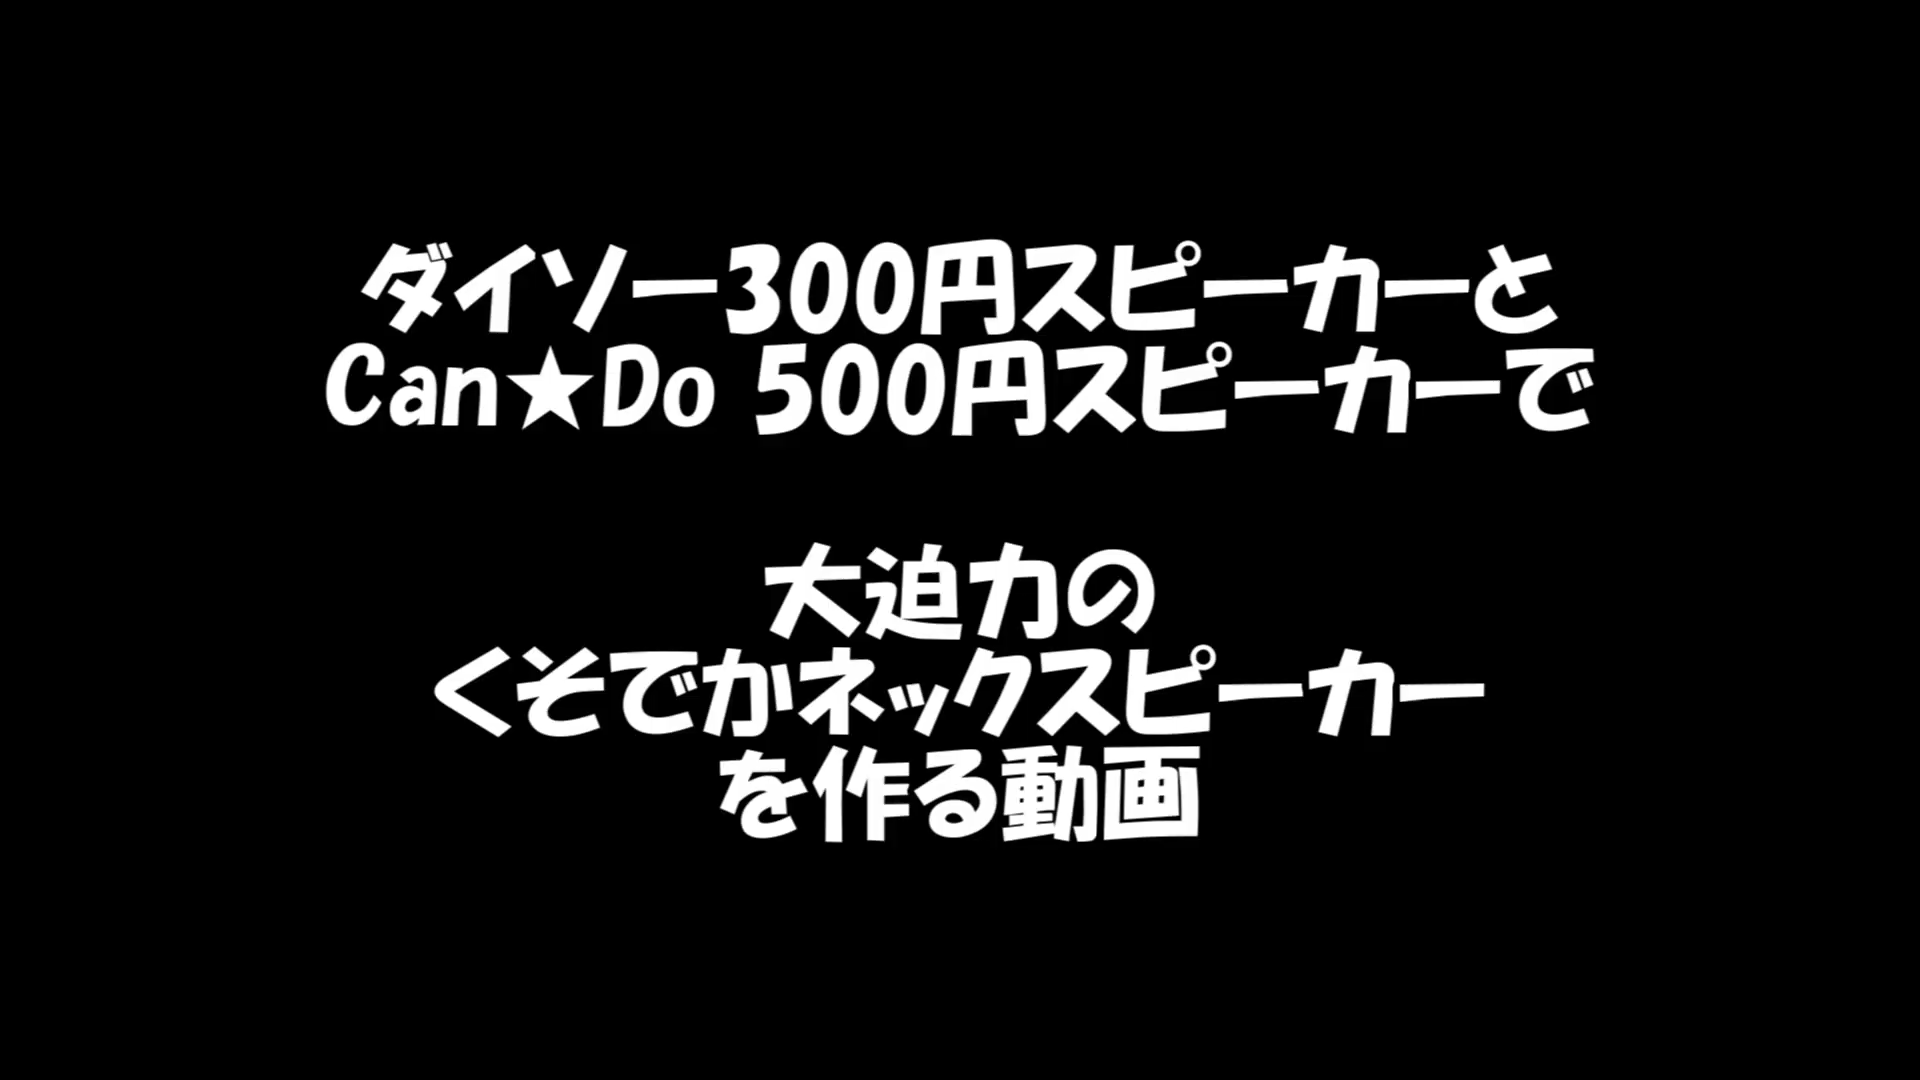 ダイソー300円スピーカーと
Can★Do 500円スピーカーで
大迫力の
くそでかネックスピーカー
を作る動画